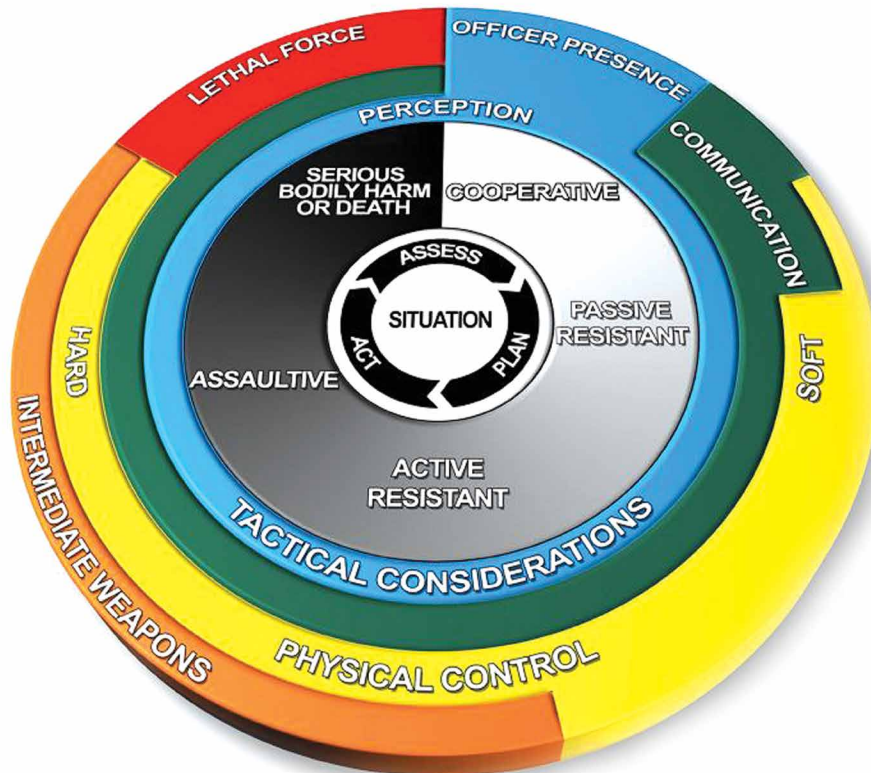 LETHAL FORCE
OFFICER PRESENCE
COMMUNICATION
PERCEPTION
SERIOUS
BODILY HARM
OR DEATH
COOPERATIVE
ASSESS
SITUATION
PLAN
ACT
PASSIVE
RESISTANT
ASSAULTIVE
ACTIVE
RESISTANT
HARD
SOFT
TACTICAL CONSIDERATIONS
INTERMEDIATE WEAPONS
PHYSICAL CONTROL